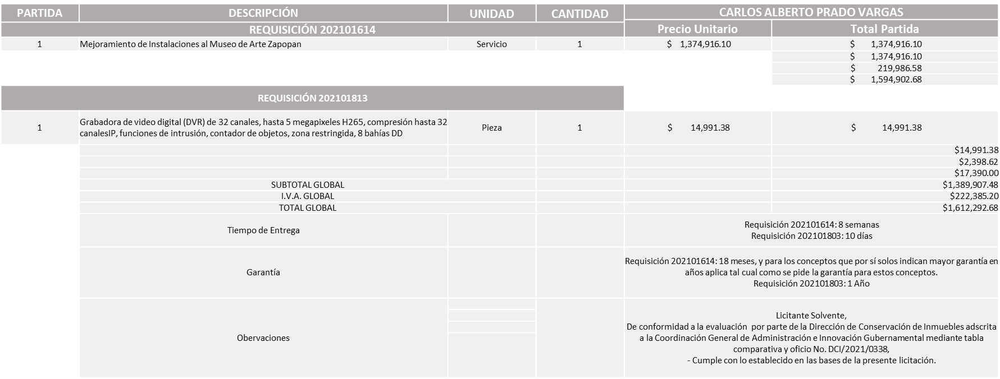 PARTIDA DESCRIPCIÓN UNIDAD CANTIDAD CARLOS ALBERTO PRADO VARGAS
REQUISICIÓN 202101614 Precio Unitario Total Partida
1 Mejoramiento de Instalaciones al Museo de Arte Zapopan Servicio 1 $ 1,374,916.10 $ 1,374,916.10
$ 1,374,916.10
$ 219,986.58
$ 1,594,902.68
REQUISICIÓN 202101813
Grabadora de video digital (DVR) de 32 canales, hasta 5 megapixeles H265, compresión hasta 32
1 canalesIP, funciones de intrusión, contador de objetos, zona restringida, 8 bahías DD Pieza 1 $ 14,991.38 $ 14,991.38
$14,991.38
$2,398.62
$17,390.00
SUBTOTAL GLOBAL $1,389,907.48
I.V.A. GLOBAL $222,385.20
TOTAL GLOBAL $1,612,292.68
Tiempo de Entrega
Requisición 202101614: 8 semanas
Requisición 202101803: 10 días
Garantía
Requisición 202101614: 18 meses, y para los conceptos que por sí solos indican mayor garantía en
años aplica tal cual como se pide la garantía para estos conceptos.
Requisición 202101803: 1 Año
Obervaciones
Licitante Solvente,
De conformidad a la evaluación por parte de la Dirección de Conservación de Inmuebles adscrita
a la Coordinación General de Administración e Innovación Gubernamental mediante tabla
comparativa y oficio No. DCI/2021/0338,
- Cumple con lo establecido en las bases de la presente licitación.